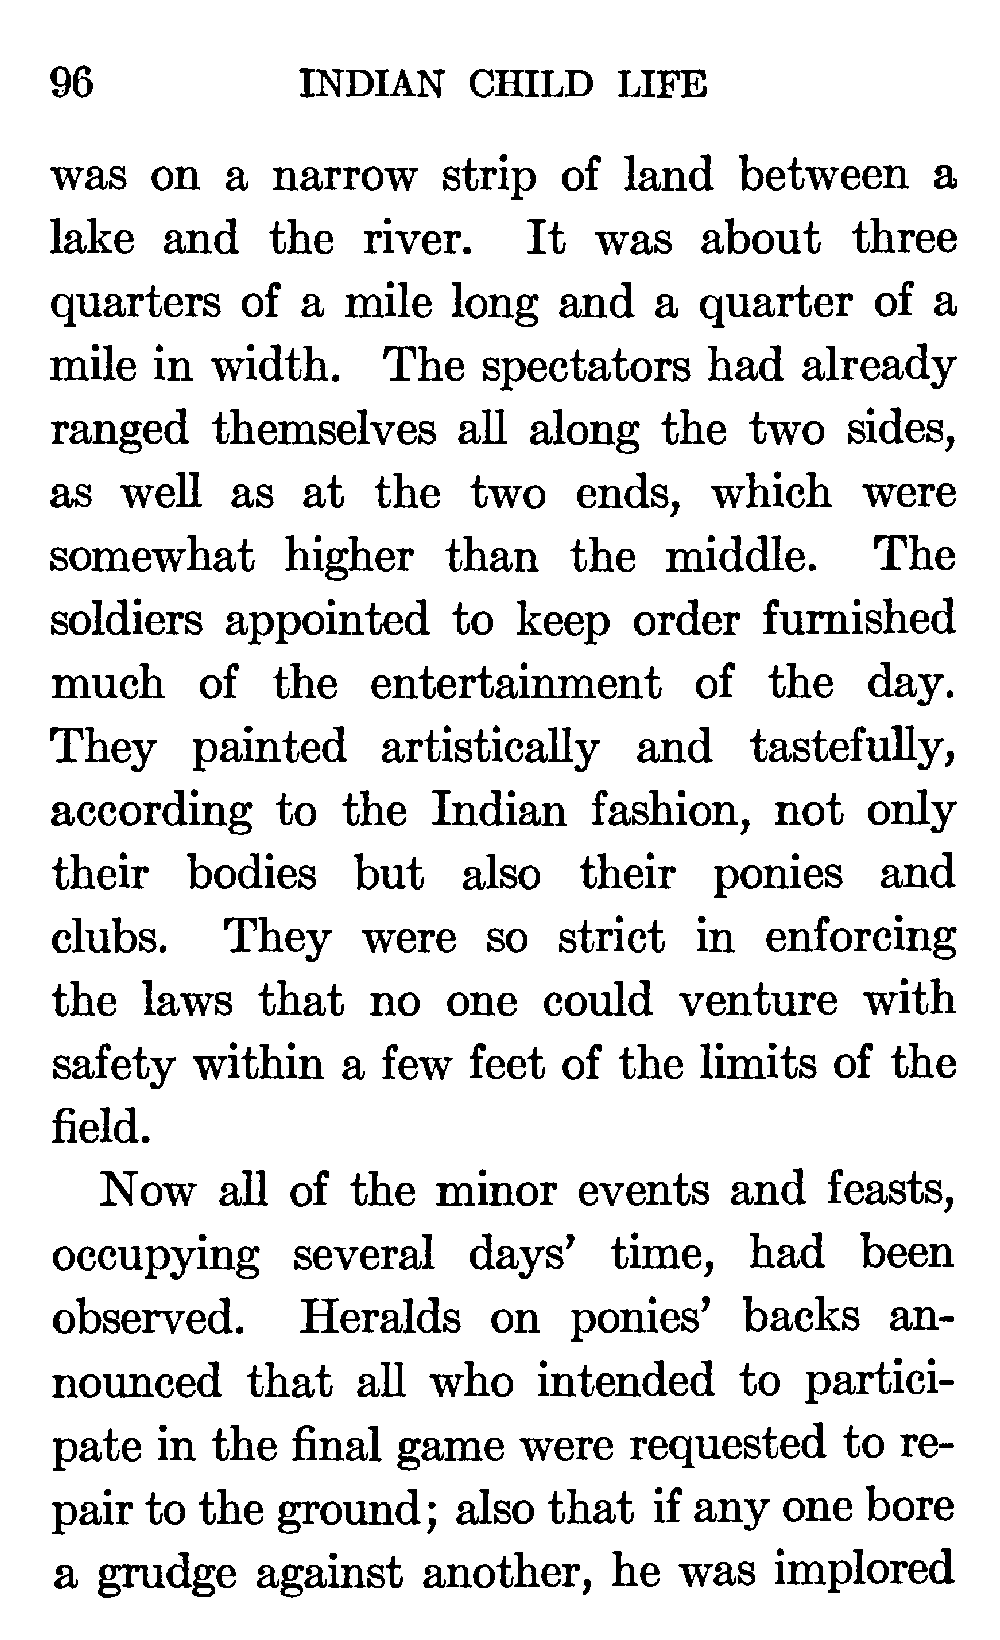 96 INDIAN CHILD LIFE
was on a narrow strip of land between a
lake and the river. It was about three
quarters of a mile long and a quarter of a
mile in width. The spectators had already
ranged themselves all along the two sides,
as well as at the two ends, which were
somewhat higher than the middle. The
soldiers appointed to keep order furnished
much of the entertainment of the day.
They painted artistically and tastefully,
according to the Indian fashion, not only
their bodies but also their ponies and
clubs. They were so strict in enforcing
the laws that no one could venture with
safety within a few feet of the limits of the
field.
Now all of the minor events and feasts,
occupying several days' time, had been
observed. Heralds on ponies' backs an-
nounced that all who intended to partici-
pate in the final game were requested to re-
pair to the ground; also that if any one bore
a grudge against another, he was implored